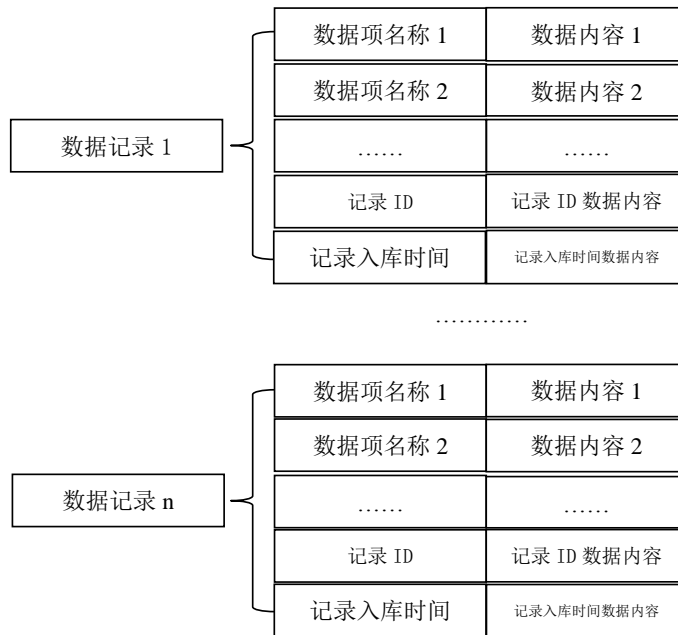 数据项名称 1 数据内容 1
数据项名称 2 数据内容 2
数据记录 1 …… ……
记录 ID 记录 ID 数据内容
记录入库时间 记录入库时间数据内容
…………
数据项名称 1 数据内容 1
数据项名称 2 数据内容 2
数据记录 n …… ……
记录 ID 记录 ID 数据内容
记录入库时间 记录入库时间数据内容